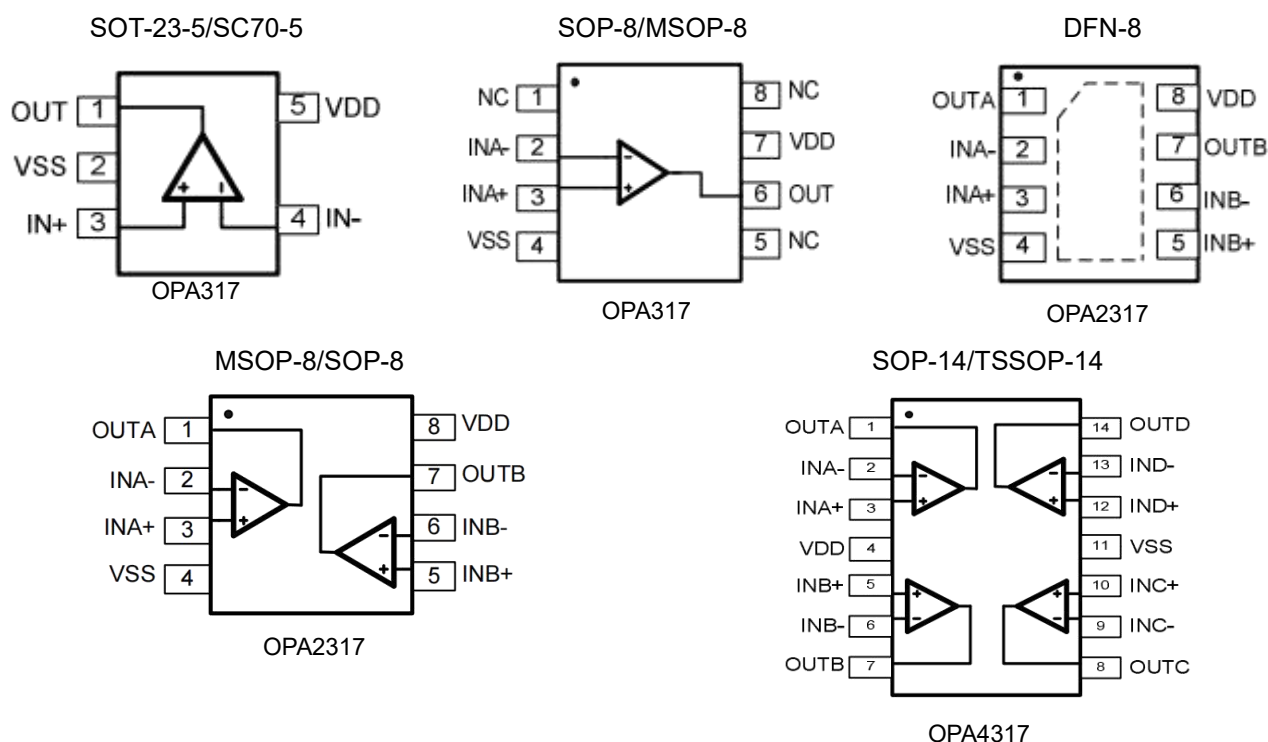 SOT-23-5/SC70-5
OUT 1 5 VDD
VSS 2
IN+ 3 + - 4 IN-
OPA317
SOP-8/MSOP-8
NC 1 8 NC
INA- 2 - 7 VDD
INA+ 3 + 6 OUT
VSS 4 5 NC
OPA317
DFN-8
OUTA 1 8 VDD
INA- 2 7 OUTB
INA+ 3 6 INB-
VSS 4 5 INB+
OPA2317
MSOP-8/SOP-8
OUTA 1 8 VDD
INA- 2 - 7 OUTB
INA+ 3 + - 6 INB-
VSS 4 + 5 INB+
OPA2317
SOP-14/TSSOP-14
OUTA 1 14 OUTD
INA- 2 - - 13 IND-
INA+ 3 + + 12 IND+
VDD 4 11 VSS
INB+ 5 + + 10 INC+
INB- 6 - - 9 INC-
OUTB 7 8 OUTC
OPA4317